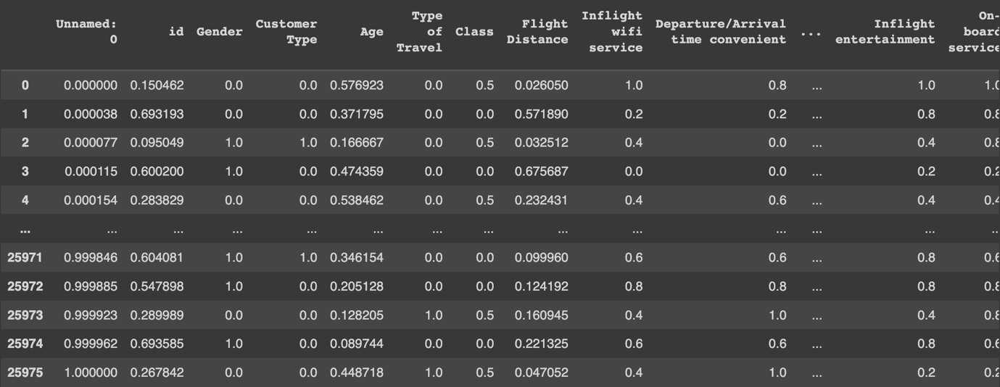 Unnamed: 0 id Gender Customer Type Age Type of Travel Class Flight Distance Inflight wifi service Departure/Arrival time convenient ... Inflight entertainment On-board service
0 0.000000 0.150462 0.0 0.0 0.576923 0.0 0.5 0.026050 1.0 0.8 ... 1.0 1.0
1 0.000038 0.693193 0.0 0.0 0.371795 0.0 0.0 0.571890 0.2 0.2 ... 0.8 0.8
2 0.000077 0.095049 1.0 1.0 0.166667 0.0 0.5 0.032512 0.4 0.0 ... 0.4 0.8
3 0.000115 0.600200 1.0 0.0 0.474359 0.0 0.0 0.675687 0.0 0.0 ... 0.2 0.2
4 0.000154 0.283829 0.0 0.0 0.538462 0.0 0.5 0.232431 0.4 0.6 ... 0.4 0.4
... ... ... ... ... ... ... ... ... ... ... ... ... ...
25971 0.999846 0.604081 1.0 1.0 0.346154 0.0 0.0 0.099960 0.6 0.6 ... 0.8 0.6
25972 0.999885 0.547898 1.0 0.0 0.205128 0.0 0.0 0.124192 0.8 0.8 ... 0.8 0.8
25973 0.999923 0.289989 0.0 0.0 0.128205 1.0 0.5 0.160945 0.4 1.0 ... 0.4 0.8
25974 0.999962 0.693585 1.0 0.0 0.089744 0.0 0.0 0.221325 0.6 0.6 ... 0.8 0.6
25975 1.000000 0.267842 0.0 0.0 0.448718 1.0 0.5 0.047052 0.4 1.0 ... 0.2 0.2